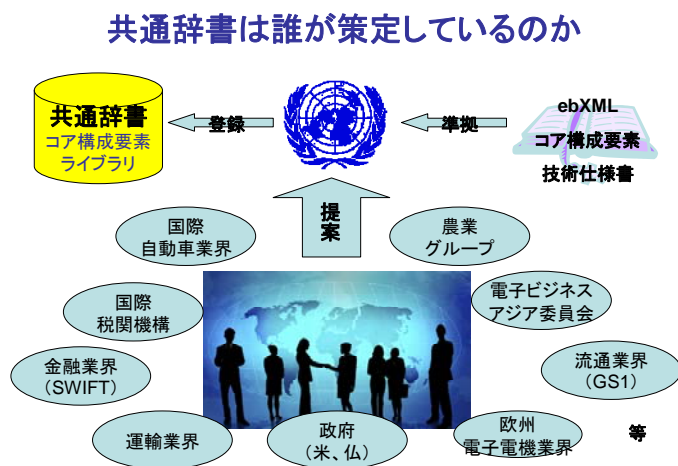 共通辞書は誰が策定しているのか
共通辞書
コア構成要素
ライブラリ
登録
準拠
ebXML
コア構成要素
技術仕様書
提案
国際
自動車業界
農業
グループ
国際
税関機構
電子ビジネス
アジア委員会
金融業界
（SWIFT）
流通業界
（GS1）
運輸業界
政府
（米、仏）
欧州
電子電機業界
等